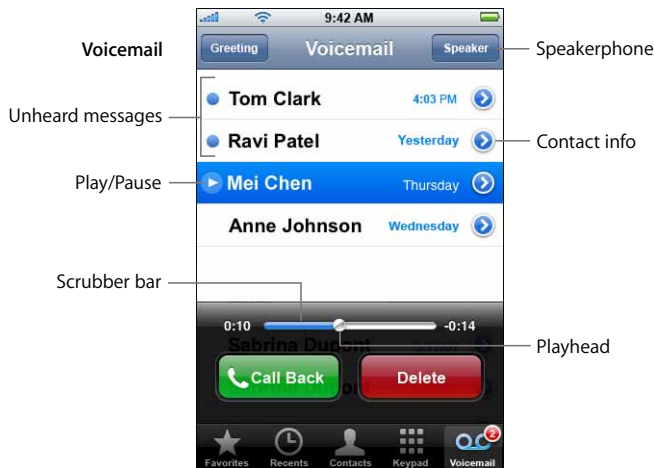 9:42 AM
Voicemail
Greeting
Voicemail
Speaker
Speakerphone
Tom Clark
4:03 PM
Unheard messages
Ravi Patel
Yesterday
Contact info
Play/Pause
Mei Chen
Thursday
Anne Johnson
Wednesday
Scrubber bar
0:10
-0:14
Sabrina Dupont
Playhead
Call Back
Delete
2
Favorites
Recents
Contacts
Keypad
Voicemail